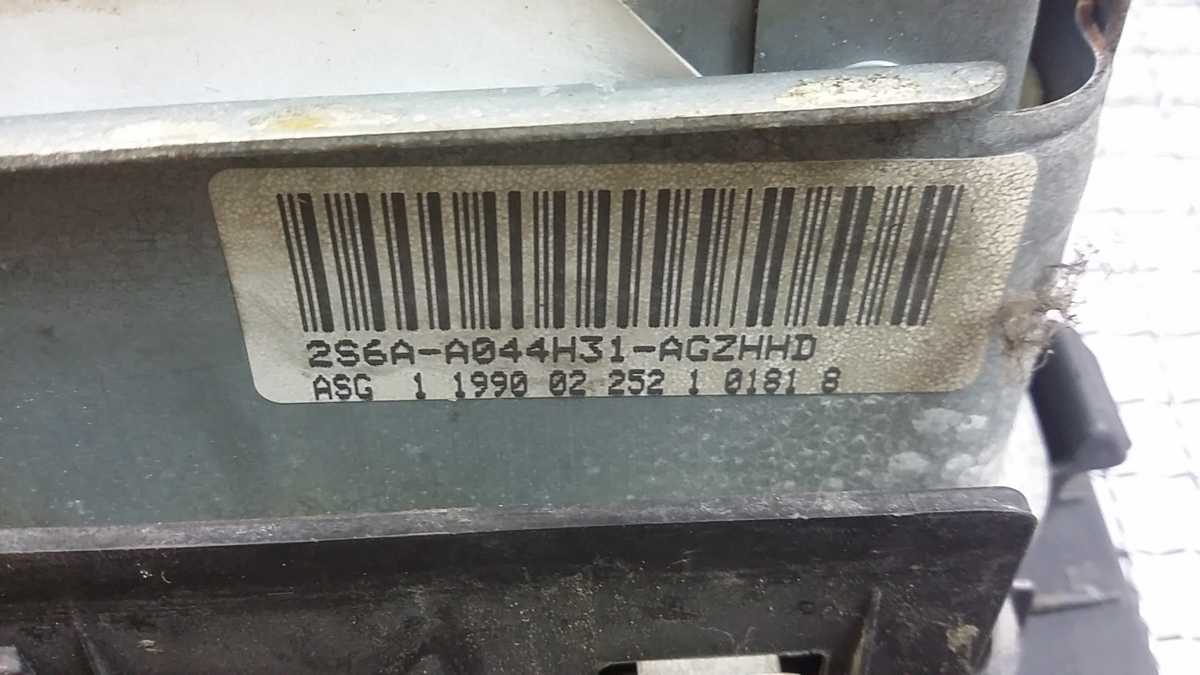 2S6A-A044H31-AGZHHD
ASG 1 1990 02 252 1 0181 8